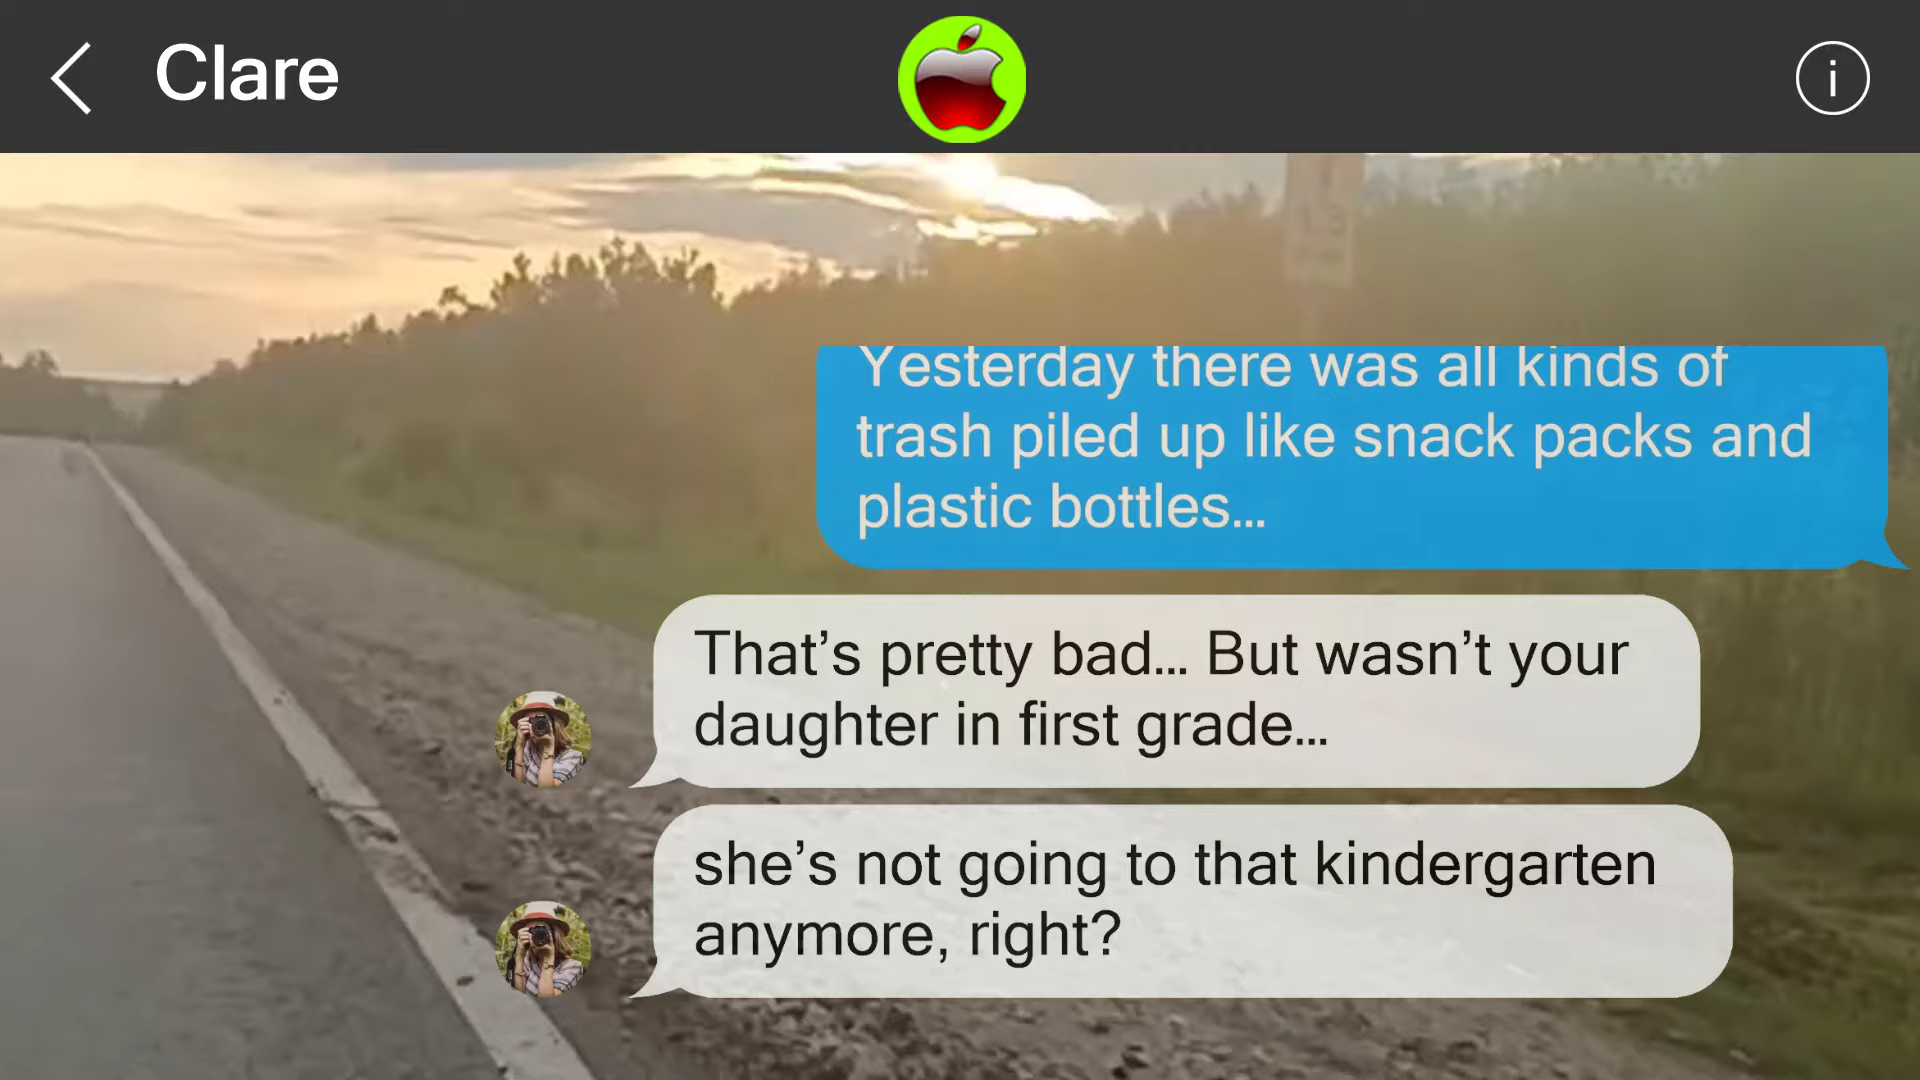 Clare
i
Yesterday there was all kinds of
trash piled up like snack packs and
plastic bottles...
That’s pretty bad... But wasn’t your
daughter in first grade...
she’s not going to that kindergarten
anymore, right?